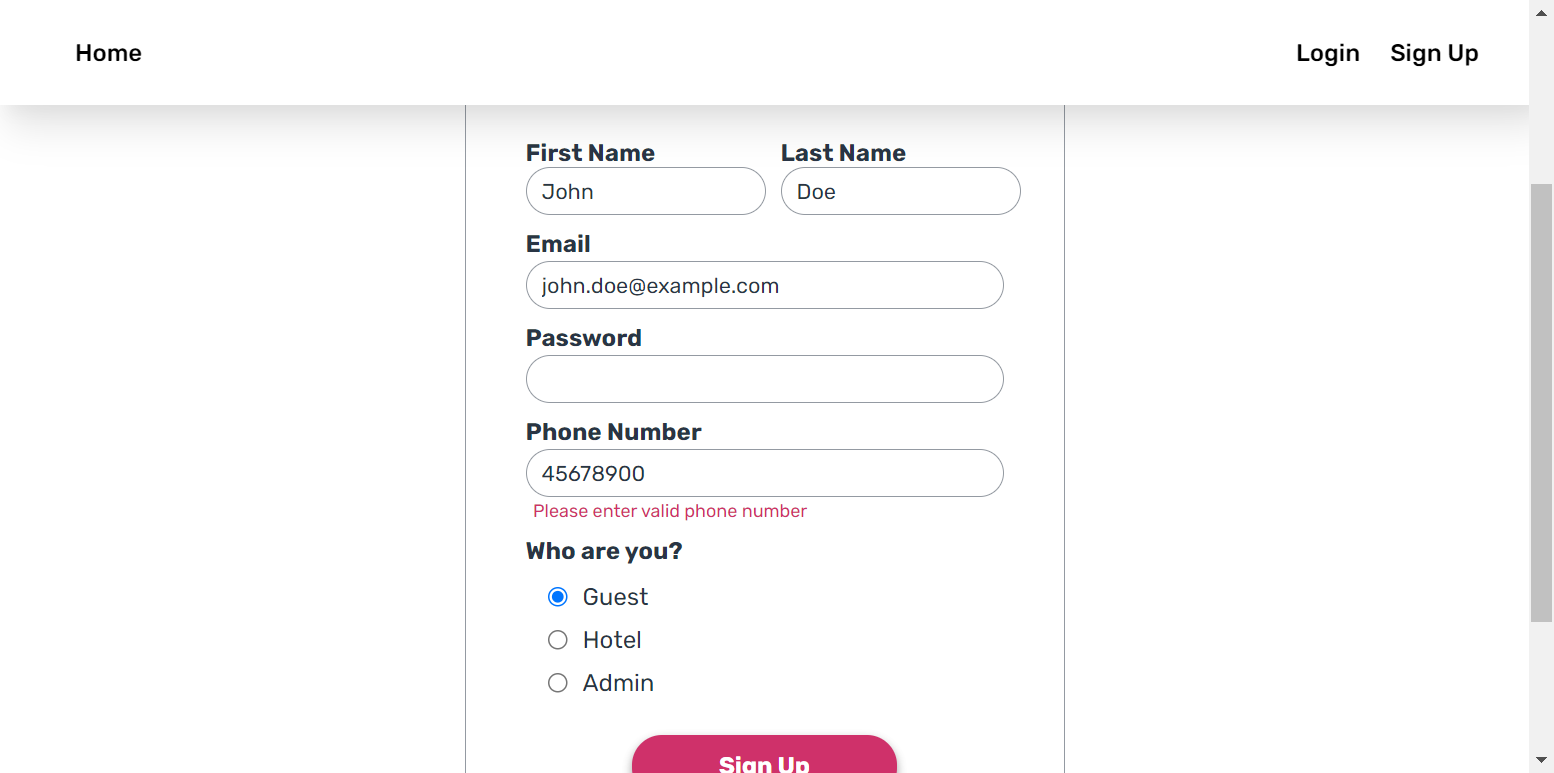 Home Login Sign Up
First Name Last Name
John Doe
Email
john.doe@example.com
Password
Phone Number
45678900
Please enter valid phone number
Who are you?
Guest
Hotel
Admin
Sign Up